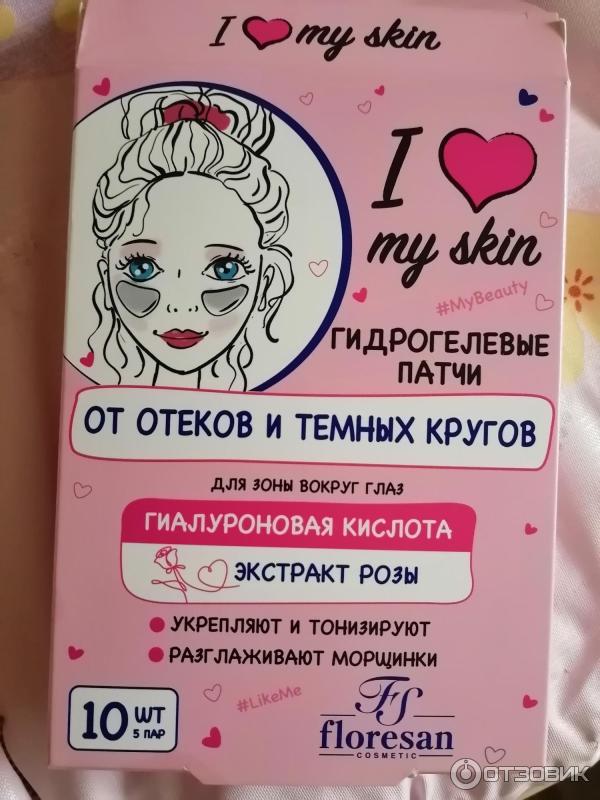 I ❤ my skin
I ❤
my skin
#MyBeauty
ГИДРОГЕЛЕВЫЕ
ПАТЧИ
ОТ ОТЕКОВ И ТЕМНЫХ КРУГОВ
ДЛЯ ЗОНЫ ВОКРУГ ГЛАЗ
ГИАЛУРОНОВАЯ КИСЛОТА
ЭКСТРАКТ РОЗЫ
УКРЕПЛЯЮТ И ТОНИЗИРУЮТ
РАЗГЛАЖИВАЮТ МОРЩИНКИ
#LikeMe
10 ШТ
5 ПАР
FS
floresan
COSMETIC
ОТЗОВИК